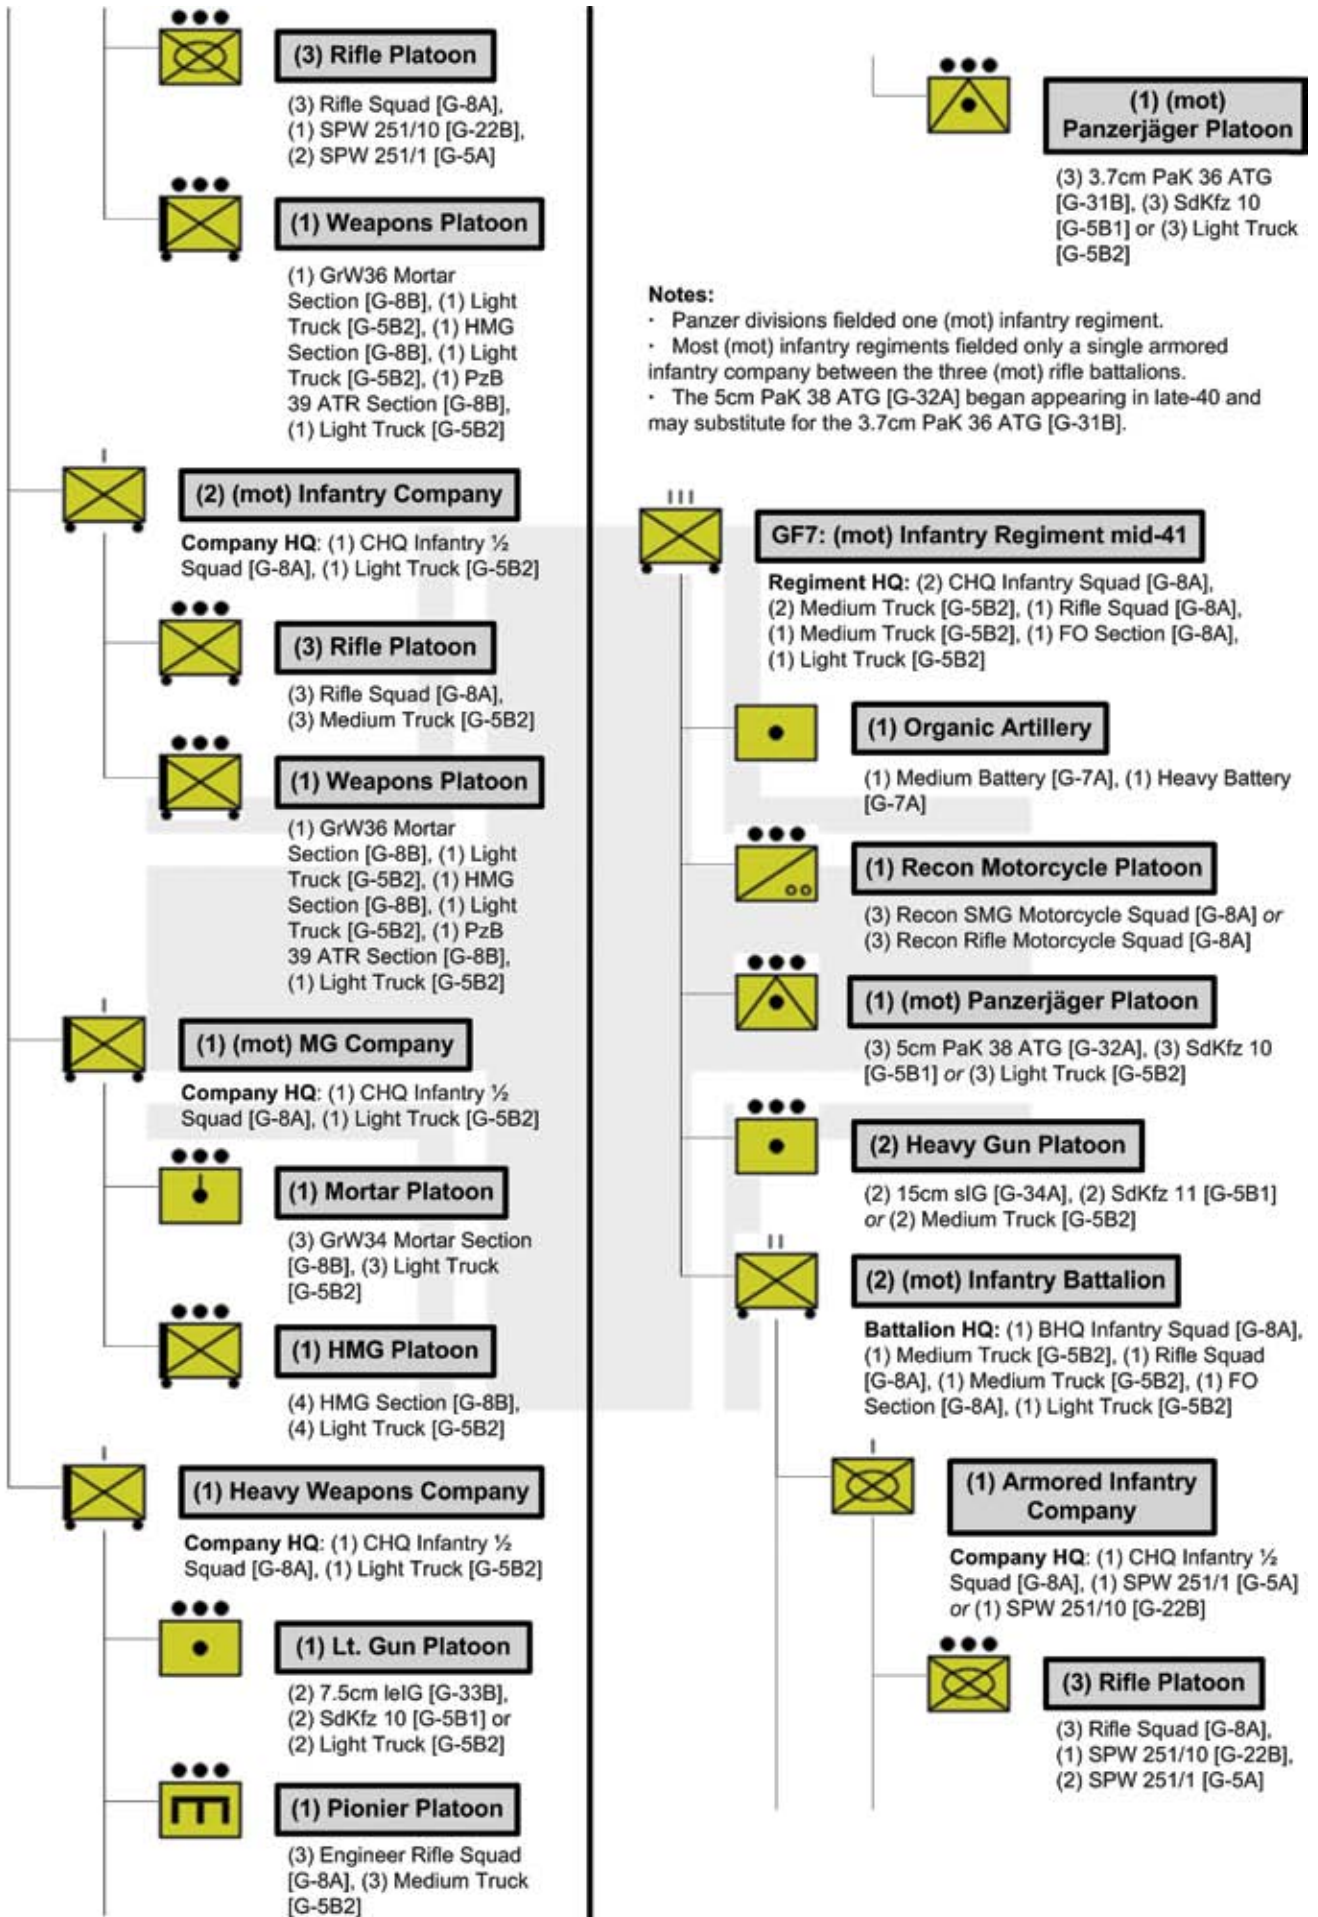 (3) Rifle Platoon
(3) Rifle Squad [G-8A],
(1) SPW 251/10 [G-22B],
(2) SPW 251/1 [G-5A]
(1) Weapons Platoon
(1) GrW36 Mortar
Section [G-8B], (1) Light
Truck [G-5B2], (1) HMG
Section [G-8B], (1) Light
Truck [G-5B2], (1) PzB
39 ATR Section [G-8B],
(1) Light Truck [G-5B2]
(2) (mot) Infantry Company
Company HQ: (1) CHQ Infantry ½
Squad [G-8A], (1) Light Truck [G-5B2]
(3) Rifle Platoon
(3) Rifle Squad [G-8A],
(3) Medium Truck [G-5B2]
(1) Weapons Platoon
(1) GrW36 Mortar
Section [G-8B], (1) Light
Truck [G-5B2], (1) HMG
Section [G-8B], (1) Light
Truck [G-5B2], (1) PzB
39 ATR Section [G-8B],
(1) Light Truck [G-5B2]
(1) (mot) MG Company
Company HQ: (1) CHQ Infantry ½
Squad [G-8A], (1) Light Truck [G-5B2]
(1) Mortar Platoon
(3) GrW34 Mortar Section
[G-8B], (3) Light Truck
[G-5B2]
(1) HMG Platoon
(4) HMG Section [G-8B],
(4) Light Truck [G-5B2]
(1) Heavy Weapons Company
Company HQ: (1) CHQ Infantry ½
Squad [G-8A], (1) Light Truck [G-5B2]
(1) Lt. Gun Platoon
(2) 7.5cm leIG [G-33B],
(2) SdKfz 10 [G-5B1] or
(2) Light Truck [G-5B2]
(1) Pionier Platoon
(3) Engineer Rifle Squad
[G-8A], (3) Medium Truck
[G-5B2]
(1) (mot)
Panzerjäger Platoon
(3) 3.7cm PaK 36 ATG
[G-31B], (3) SdKfz 10
[G-5B1] or (3) Light Truck
[G-5B2]
Notes:
· Panzer divisions fielded one (mot) infantry regiment.
· Most (mot) infantry regiments fielded only a single armored
infantry company between the three (mot) rifle battalions.
· The 5cm PaK 38 ATG [G-32A] began appearing in late-40 and
may substitute for the 3.7cm PaK 36 ATG [G-31B].
GF7: (mot) Infantry Regiment mid-41
Regiment HQ: (2) CHQ Infantry Squad [G-8A],
(2) Medium Truck [G-5B2], (1) Rifle Squad [G-8A],
(1) Medium Truck [G-5B2], (1) FO Section [G-8A],
(1) Light Truck [G-5B2]
(1) Organic Artillery
(1) Medium Battery [G-7A], (1) Heavy Battery
[G-7A]
(1) Recon Motorcycle Platoon
(3) Recon SMG Motorcycle Squad [G-8A] or
(3) Recon Rifle Motorcycle Squad [G-8A]
(1) (mot) Panzerjäger Platoon
(3) 5cm PaK 38 ATG [G-32A], (3) SdKfz 10
[G-5B1] or (3) Light Truck [G-5B2]
(2) Heavy Gun Platoon
(2) 15cm sIG [G-34A], (2) SdKfz 11 [G-5B1]
or (2) Medium Truck [G-5B2]
(2) (mot) Infantry Battalion
Battalion HQ: (1) BHQ Infantry Squad [G-8A],
(1) Medium Truck [G-5B2], (1) Rifle Squad
[G-8A], (1) Medium Truck [G-5B2], (1) FO
Section [G-8A], (1) Light Truck [G-5B2]
(1) Armored Infantry
Company
Company HQ: (1) CHQ Infantry ½
Squad [G-8A], (1) SPW 251/1 [G-5A]
or (1) SPW 251/10 [G-22B]
(3) Rifle Platoon
(3) Rifle Squad [G-8A],
(1) SPW 251/10 [G-22B],
(2) SPW 251/1 [G-5A]